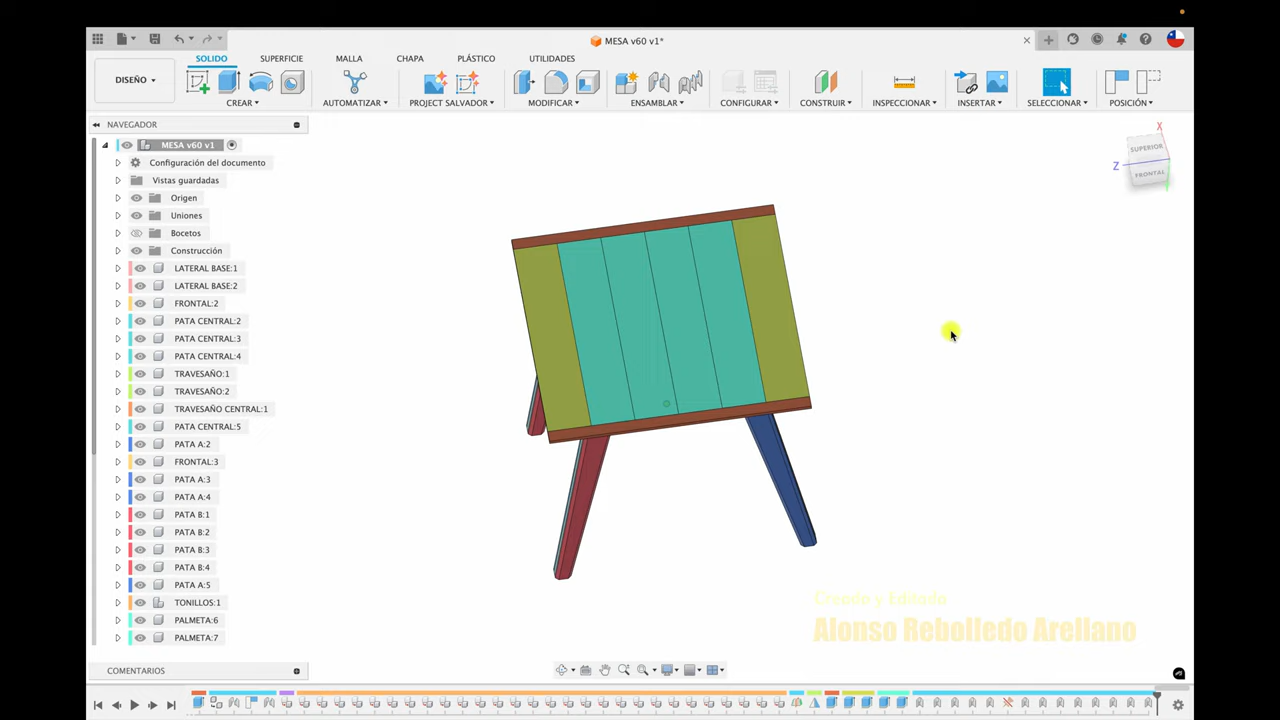 MESA v60 v1*
SOLIDO
SUPERFICIE
MALLA
CHAPA
PLÁSTICO
UTILIDADES
DISEÑO
CREAR
AUTOMATIZAR
PROJECT SALVADOR
MODIFICAR
ENSAMBLAR
CONFIGURAR
CONSTRUIR
INSPECCIONAR
INSERTAR
SELECCIONAR
POSICIÓN
NAVEGADOR
MESA v60 v1
Configuración del documento
Vistas guardadas
Origen
Uniones
Bocetos
Construcción
LATERAL BASE:1
LATERAL BASE:2
FRONTAL:2
PATA CENTRAL:2
PATA CENTRAL:3
PATA CENTRAL:4
TRAVESAÑO:1
TRAVESAÑO:2
TRAVESAÑO CENTRAL:1
PATA CENTRAL:5
PATA A:2
FRONTAL:3
PATA A:3
PATA A:4
PATA B:1
PATA B:2
PATA B:3
PATA B:4
PATA A:5
TONILLOS:1
PALMETA:6
PALMETA:7
X
SUPERIOR
Z
FRONTAL
Creado y Editado
Alonso Rebolledo Arellano
COMENTARIOS